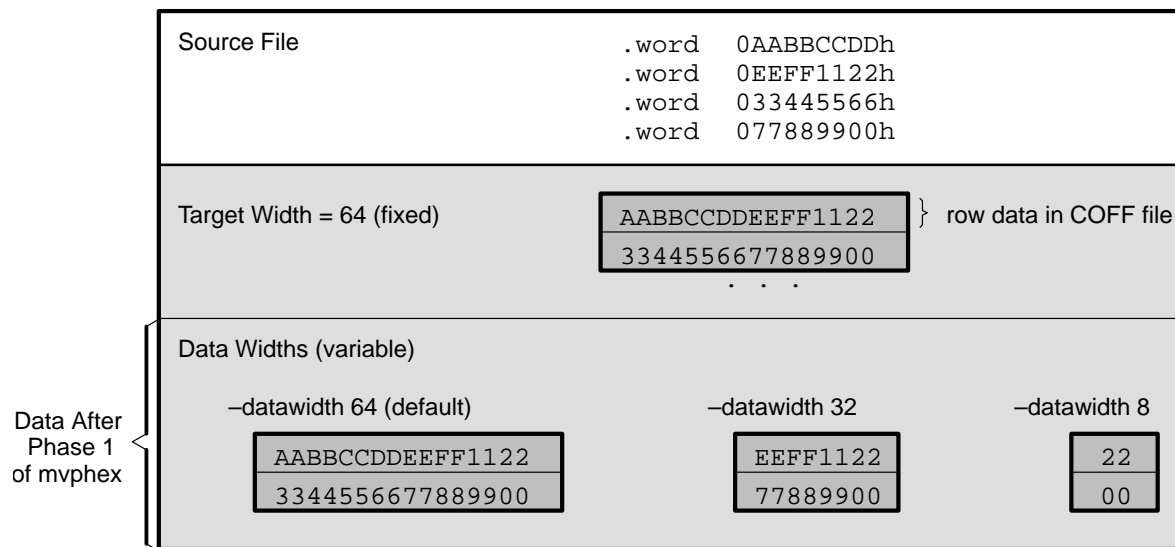 Source File
.word 0AABBCCDDh
.word 0EEFF1122h
.word 033445566h
.word 077889900h
Target Width = 64 (fixed)
AABBCCDDEEFF1122
3344556677889900
. . .
} row data in COFF file
Data After
Phase 1
of mvphex
Data Widths (variable)
–datawidth 64 (default)
AABBCCDDEEFF1122
3344556677889900
–datawidth 32
EEFF1122
77889900
–datawidth 8
22
00